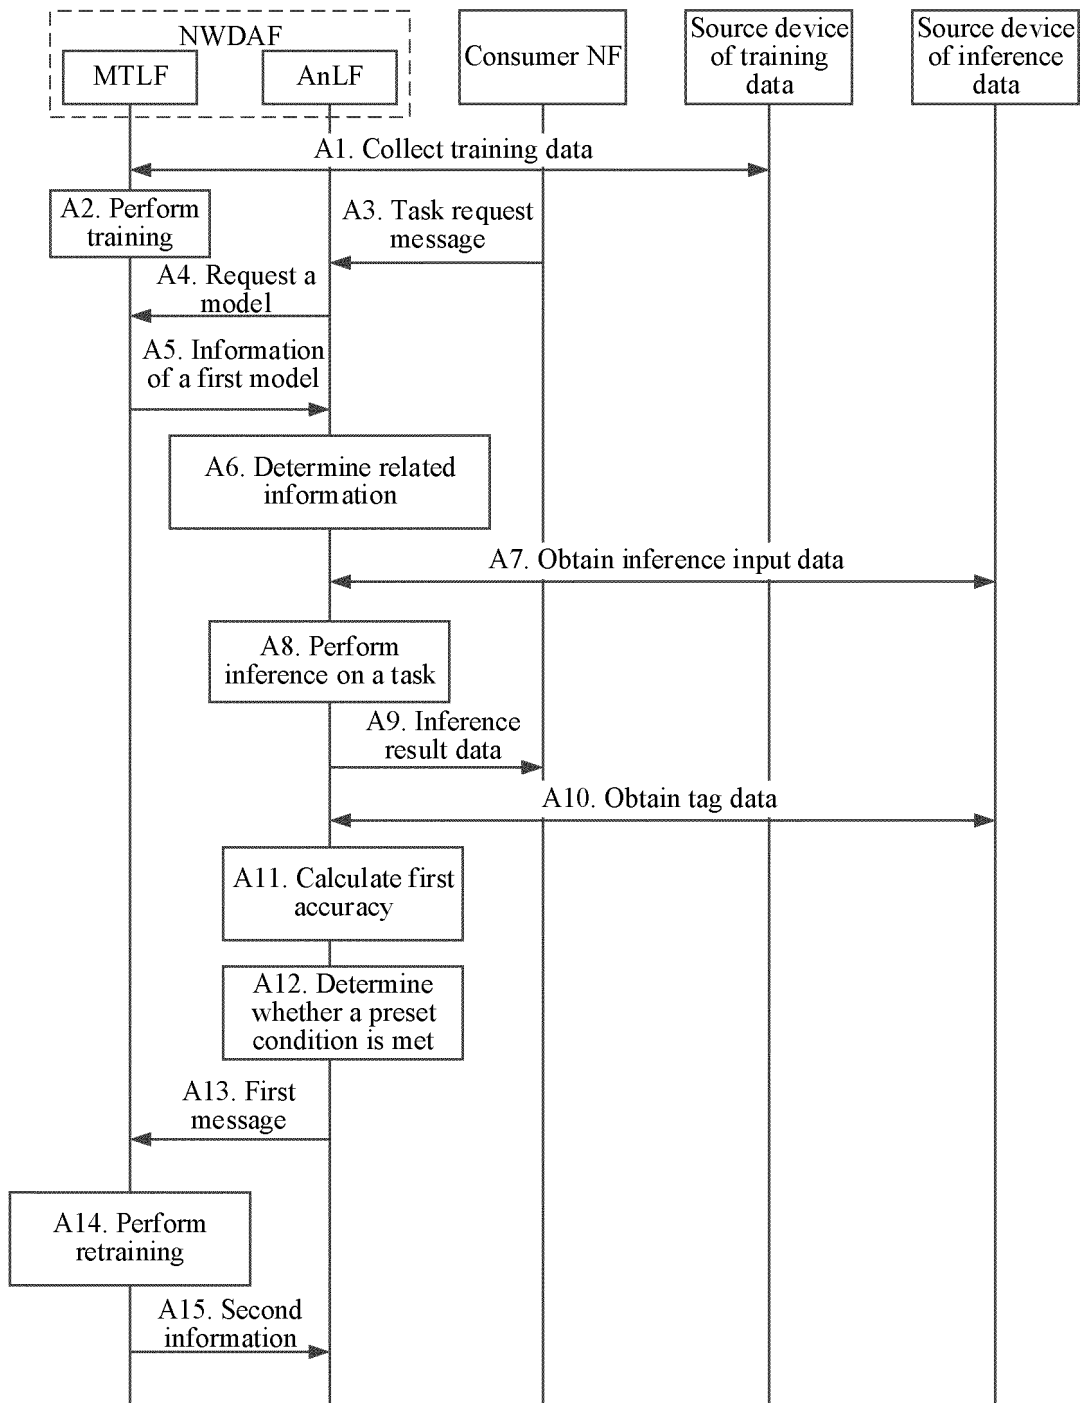 NWDAF
MTLF
AnLF
Consumer NF
Source device
of training
data
Source device
of inference
data
A1. Collect training data
A2. Perform
training
A3. Task request
message
A4. Request a
model
A5. Information
of a first model
A6. Determine related
information
A7. Obtain inference input data
A8. Perform
inference on a task
A9. Inference
result data
A10. Obtain tag data
A11. Calculate first
accuracy
A12. Determine
whether a preset
condition is met
A13. First
message
A14. Perform
retraining
A15. Second
information